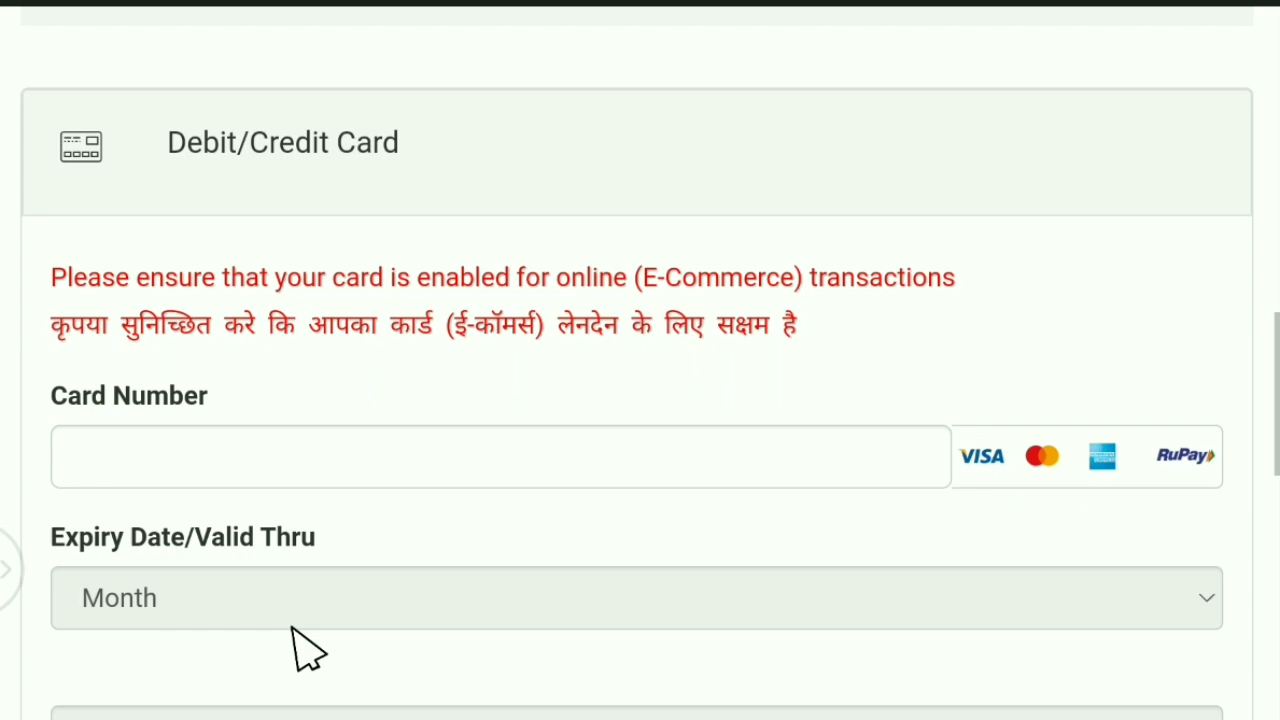 Debit/Credit Card
Please ensure that your card is enabled for online (E-Commerce) transactions
कृपया सुनिच्छित करे कि आपका कार्ड (ई-कॉमर्स) लेनदेन के लिए सक्षम है
Card Number
VISA RuPay
Expiry Date/Valid Thru
Month